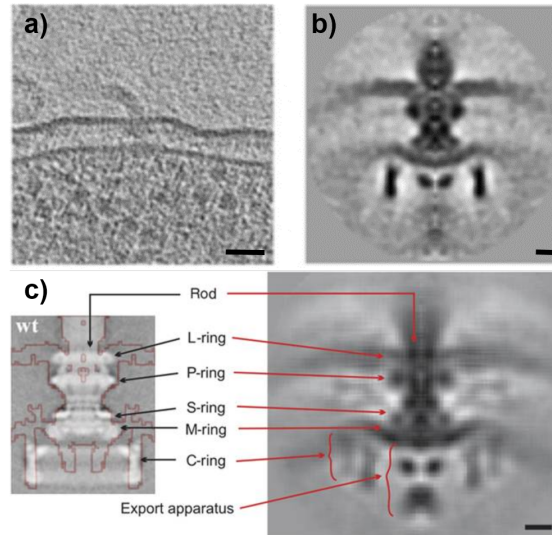 a)
b)
c)
wt
Rod
L-ring
P-ring
S-ring
M-ring
C-ring
Export apparatus